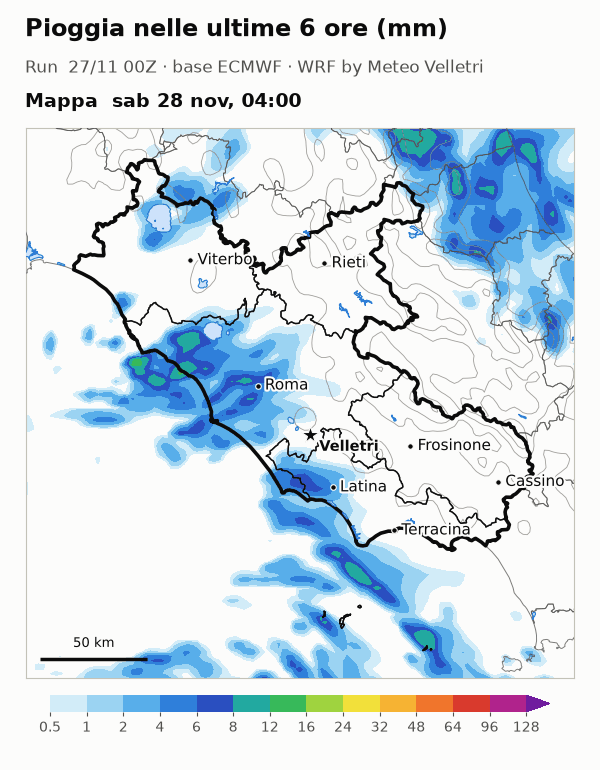 Pioggia nelle ultime 6 ore (mm)
Run  27/11 00Z · base ECMWF · WRF by Meteo Velletri
Mappa  sab 28 nov, 04:00
Viterbo
Rieti
Roma
Velletri
Frosinone
Cassino
Latina
Terracina
50 km
0.5 1 2 4 6 8 12 16 24 32 48 64 96 128